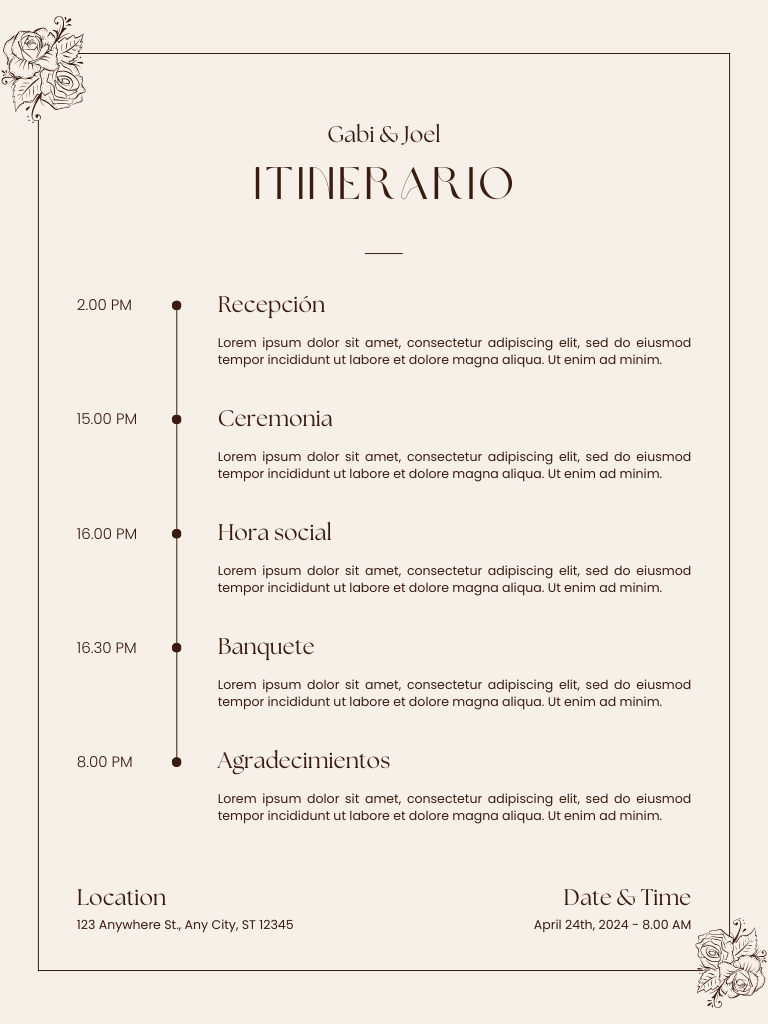 Gabi & Joel
ITINERARIO
2.00 PM
Recepción
Lorem ipsum dolor sit amet, consectetur adipiscing elit, sed do eiusmod
tempor incididunt ut labore et dolore magna aliqua. Ut enim ad minim.
15.00 PM
Ceremonia
Lorem ipsum dolor sit amet, consectetur adipiscing elit, sed do eiusmod
tempor incididunt ut labore et dolore magna aliqua. Ut enim ad minim.
16.00 PM
Hora social
Lorem ipsum dolor sit amet, consectetur adipiscing elit, sed do eiusmod
tempor incididunt ut labore et dolore magna aliqua. Ut enim ad minim.
16.30 PM
Banquete
Lorem ipsum dolor sit amet, consectetur adipiscing elit, sed do eiusmod
tempor incididunt ut labore et dolore magna aliqua. Ut enim ad minim.
8.00 PM
Agradecimientos
Lorem ipsum dolor sit amet, consectetur adipiscing elit, sed do eiusmod
tempor incididunt ut labore et dolore magna aliqua. Ut enim ad minim.
Location
123 Anywhere St., Any City, ST 12345
Date & Time
April 24th, 2024 - 8.00 AM